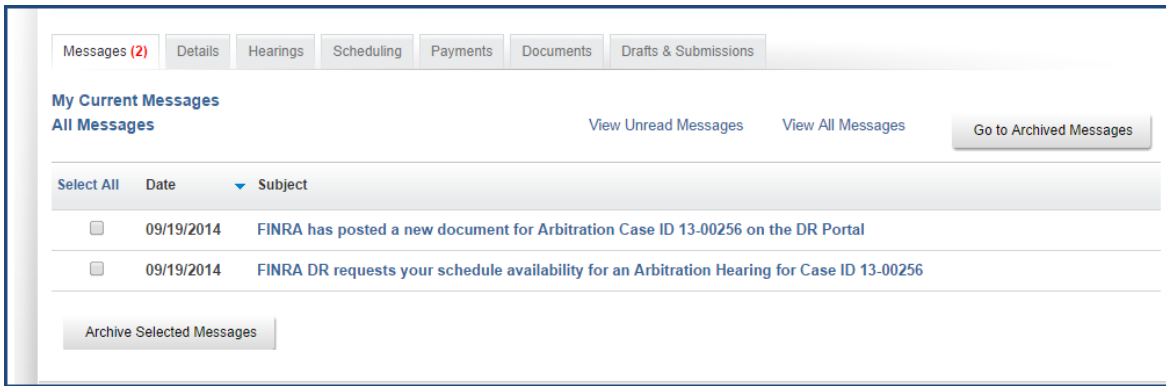 Messages (2) Details Hearings Scheduling Payments Documents Drafts & Submissions
My Current Messages
All Messages View Unread Messages View All Messages Go to Archived Messages
Select All Date Subject
09/19/2014 FINRA has posted a new document for Arbitration Case ID 13-00256 on the DR Portal
09/19/2014 FINRA DR requests your schedule availability for an Arbitration Hearing for Case ID 13-00256
Archive Selected Messages